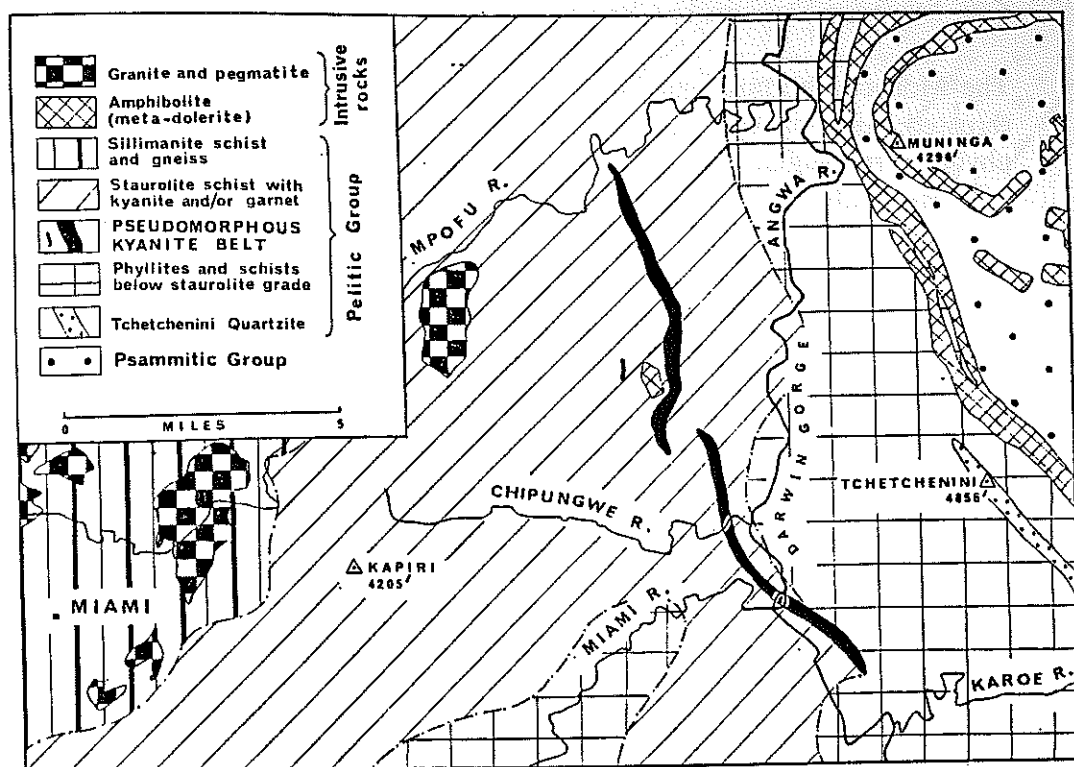 Granite and pegmatite
Amphibolite
(meta-dolerite)
Intrusive
rocks
Sillimanite schist
and gneiss
Staurolite schist with
kyanite and/or garnet
PSEUDOMORPHOUS
KYANITE BELT
Phyllites and schists
below staurolite grade
Tchetchenini Quartzite
Pelitic Group
Psammitic Group
0 MILES 5
MPOFU R.
ANGWA R.
MUNINGA
4294'
DARWIN GORGE
TCHETCHENINI
4856'
CHIPUNGWE R.
KAPIRI
4205'
MIAMI
MIAMI R.
KAROE R.